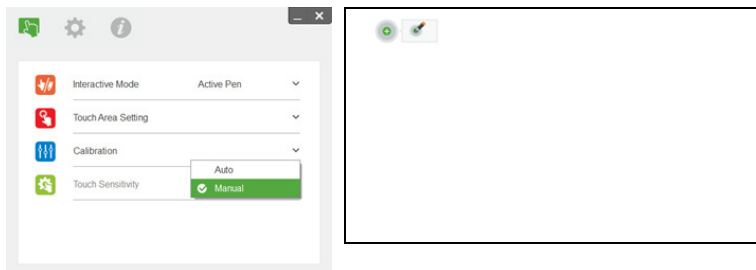 Interactive Mode Active Pen
Touch Area Setting
Calibration
Auto
Touch Sensitivity
Manual